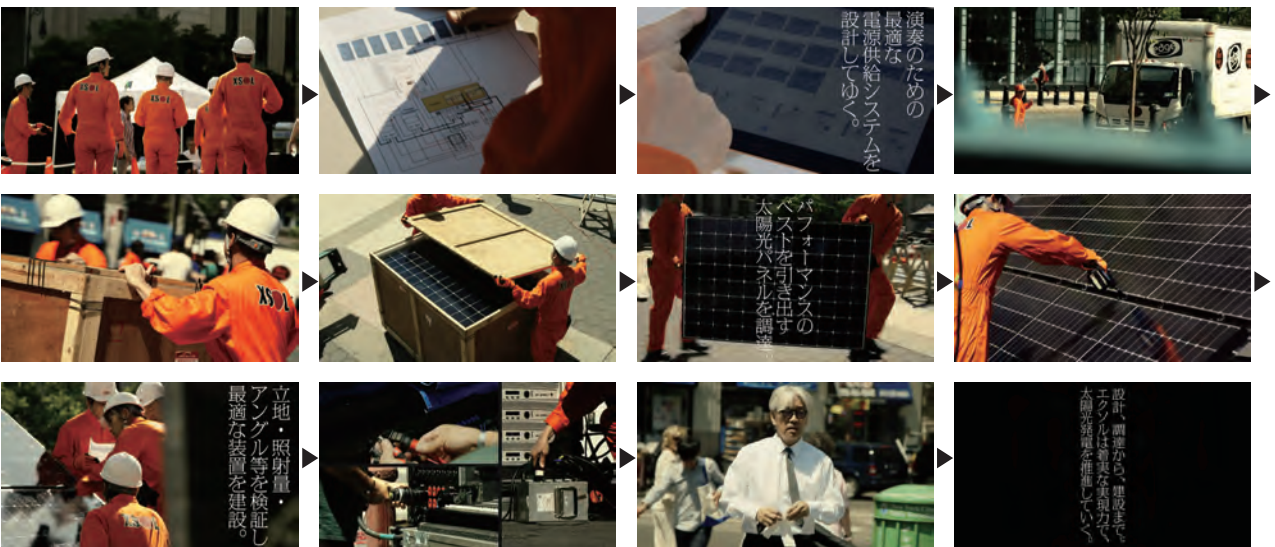 XSOL
XSOL
XSOL
演奏のための
最適な
電源供給システムを
設計してゆく。
XSOL
パフォーマンスの
ベストを引き出す
太陽光パネルを調達。
立地・照射量・
アングル等を検証し
最適な装置を建設。
設計、調達から、建設まで。
エクソルは着実な実現力で、
太陽光発電を推進していく。